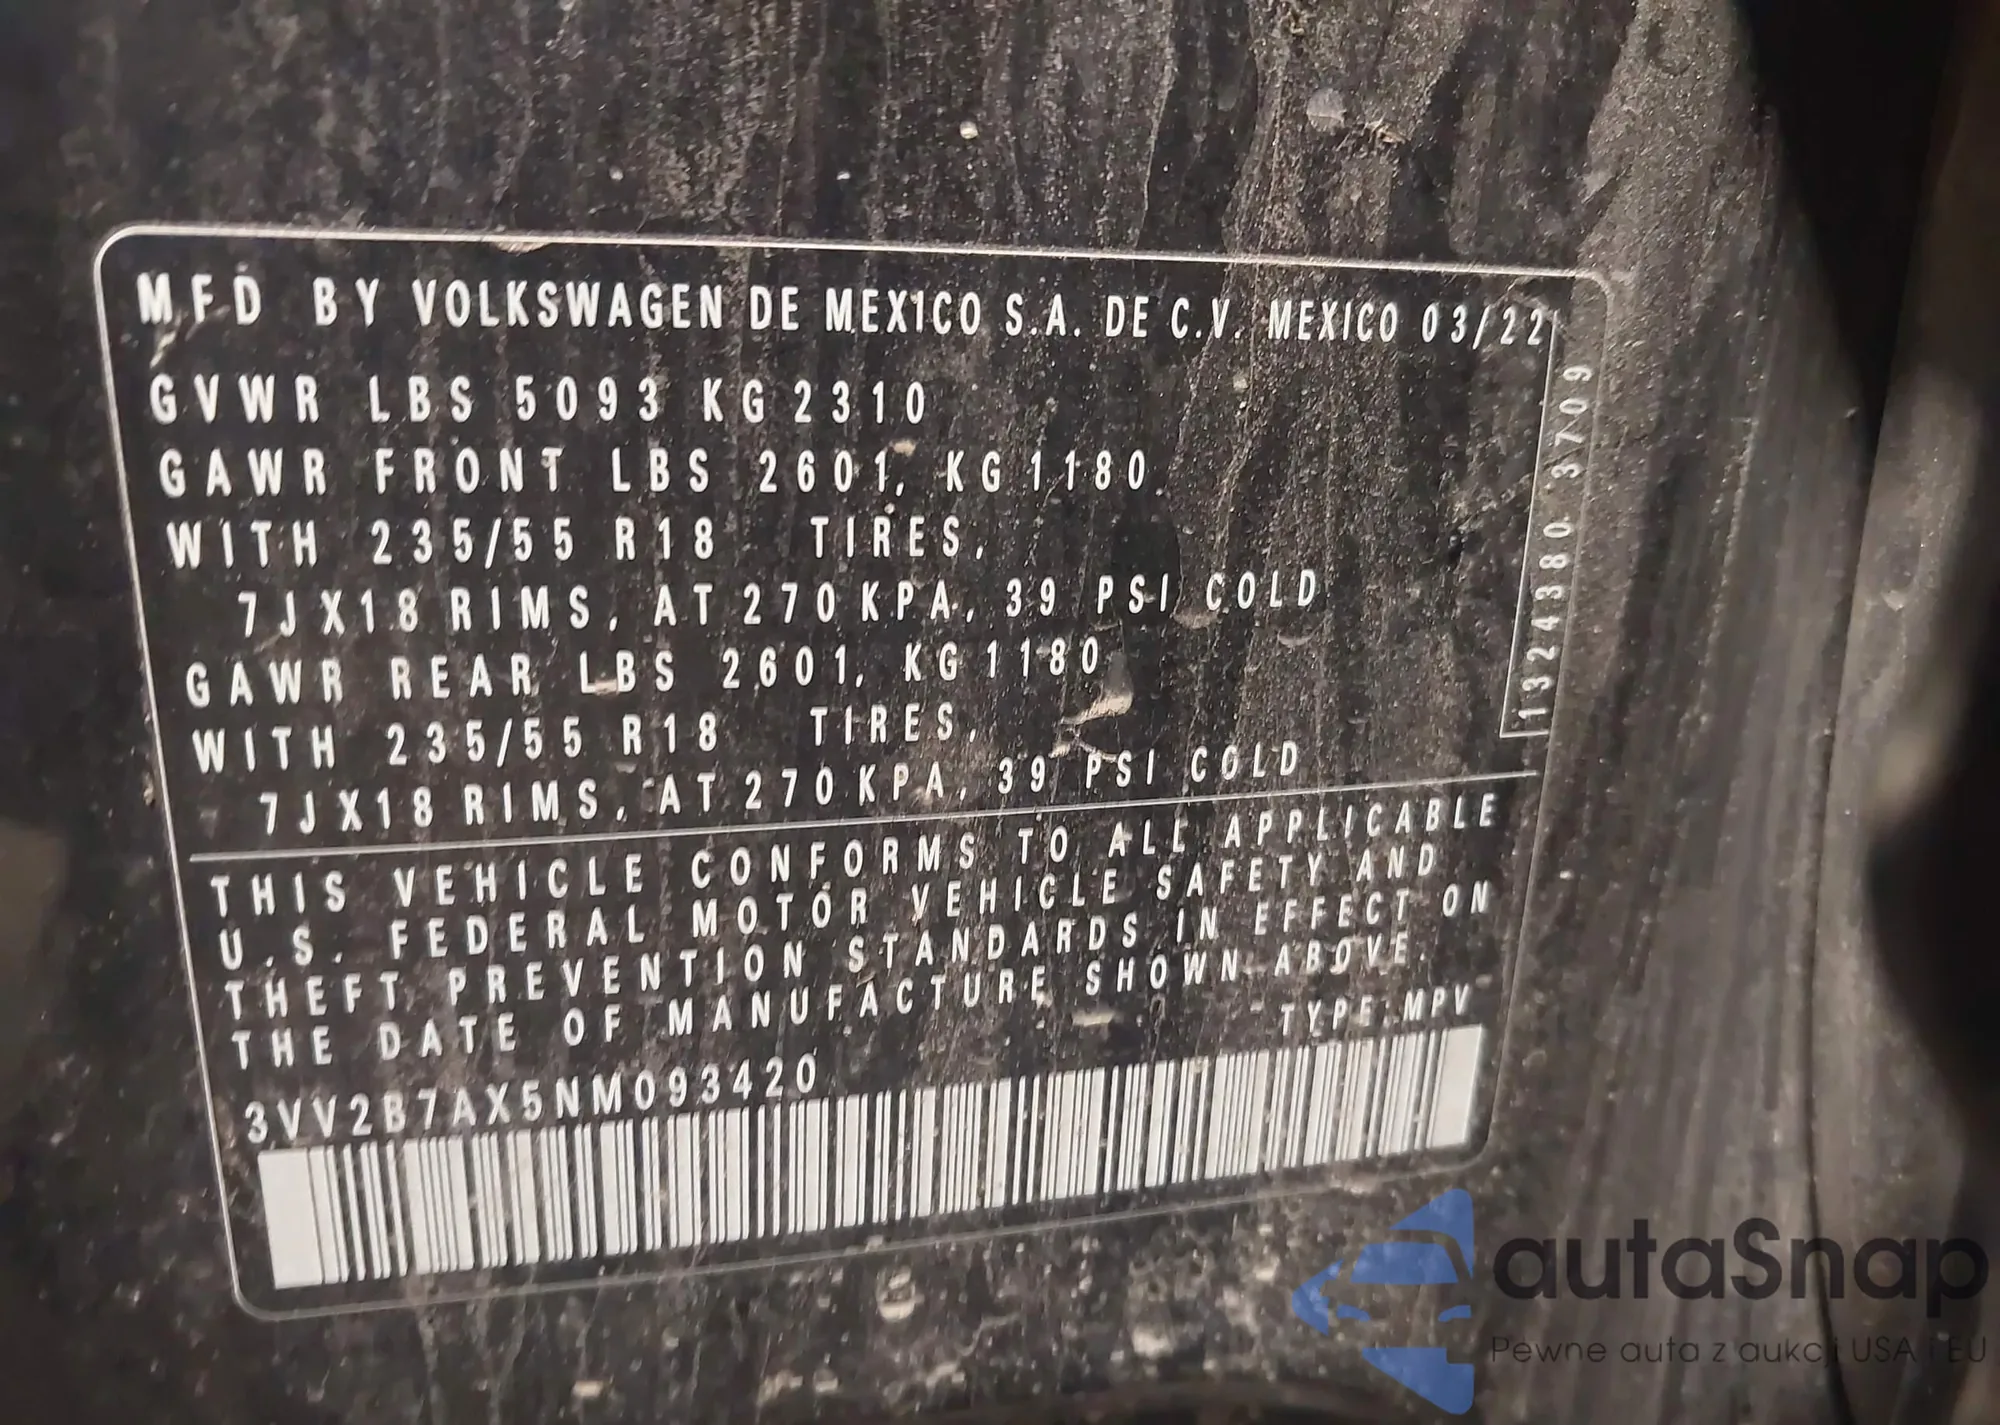 MFD BY VOLKSWAGEN DE MEXICO S.A. DE C.V. MEXICO 03/22
GVWR LBS 5093 KG 2310
GAWR FRONT LBS 2601, KG 1180
WITH 235/55 R18 TIRES,
7JX18 RIMS, AT 270 KPA, 39 PSI COLD
GAWR REAR LBS 2601, KG 1180
WITH 235/55 R18 TIRES,
7JX18 RIMS, AT 270 KPA, 39 PSI COLD
13243380 3709
THIS VEHICLE CONFORMS TO ALL APPLICABLE
U.S. FEDERAL MOTOR VEHICLE SAFETY AND
THEFT PREVENTION STANDARDS IN EFFECT ON
THE DATE OF MANUFACTURE SHOWN ABOVE.
TYPE: MPV
3VV2B7AX5NM093420
autaSnap
Pewne auta z aukcji USA i EU